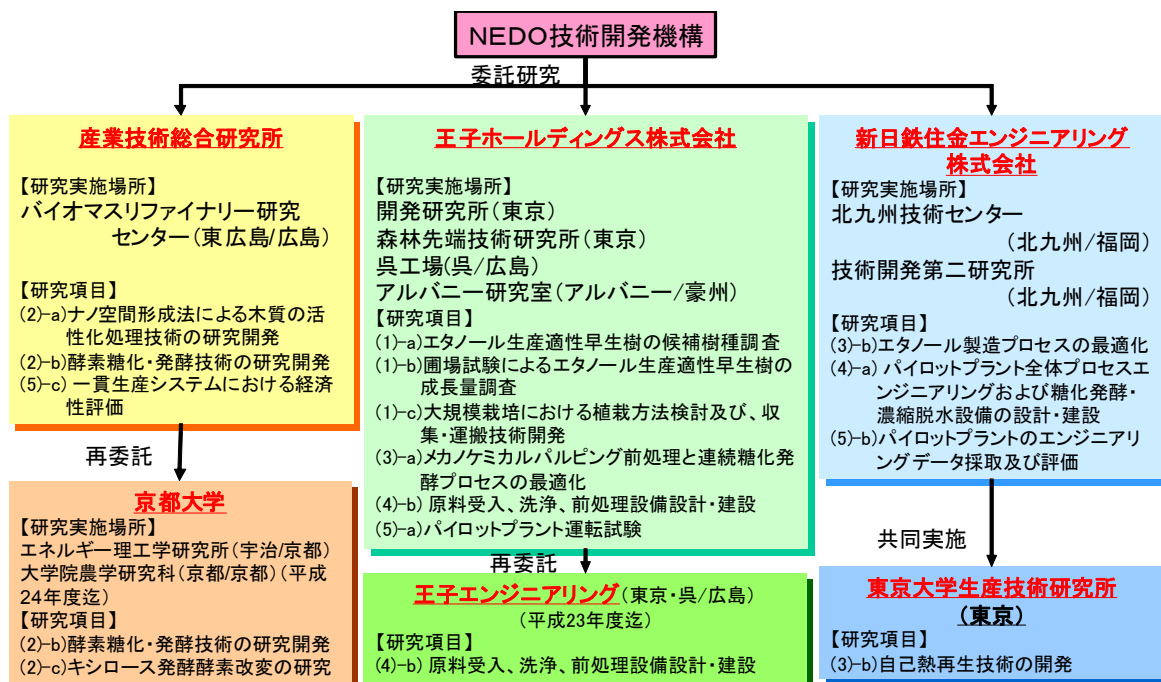 NEDO技術開発機構
委託研究
産業技術総合研究所
【研究実施場所】
バイオマスリファイナリー研究
センター(東広島/広島)
【研究項目】
(2)-a)ナノ空間形成法による木質の活
性化処理技術の研究開発
(2)-b)酵素糖化・発酵技術の研究開発
(5)-c) 一貫生産システムにおける経済
性評価
再委託
京都大学
【研究実施場所】
エネルギー理工学研究所(宇治/京都)
大学院農学研究科(京都/京都)(平成
24年度迄)
【研究項目】
(2)-b)酵素糖化・発酵技術の研究開発
(2)-c)キシロース発酵酵素改変の研究
王子ホールディングス株式会社
【研究実施場所】
開発研究所(東京)
森林先端技術研究所(東京)
呉工場(呉/広島)
アルバニー研究室(アルバニー/豪州)
【研究項目】
(1)-a)エタノール生産適性早生樹の候補樹種調査
(1)-b)圃場試験によるエタノール生産適性早生樹の
成長量調査
(1)-c)大規模栽培における植栽方法検討及び、収
集・運搬技術開発
(3)-a)メカノケミカルパルピング前処理と連続糖化発
酵プロセスの最適化
(4)-b) 原料受入、洗浄、前処理設備設計・建設
(5)-a)パイロットプラント運転試験
再委託
王子エンジニアリング(東京・呉/広島)
(平成23年度迄)
【研究項目】
(4)-b) 原料受入、洗浄、前処理設備設計・建設
新日鉄住金エンジニアリング
株式会社
【研究実施場所】
北九州技術センター
(北九州/福岡)
技術開発第二研究所
(北九州/福岡)
【研究項目】
(3)-b)エタノール製造プロセスの最適化
(4)-a) パイロットプラント全体プロセスエ
ンジニアリングおよび糖化発酵・
濃縮脱水設備の設計・建設
(5)-b)パイロットプラントのエンジニアリ
ングデータ採取及び評価
共同実施
東京大学生産技術研究所
(東京)
【研究項目】
(3)-b)自己熱再生技術の開発